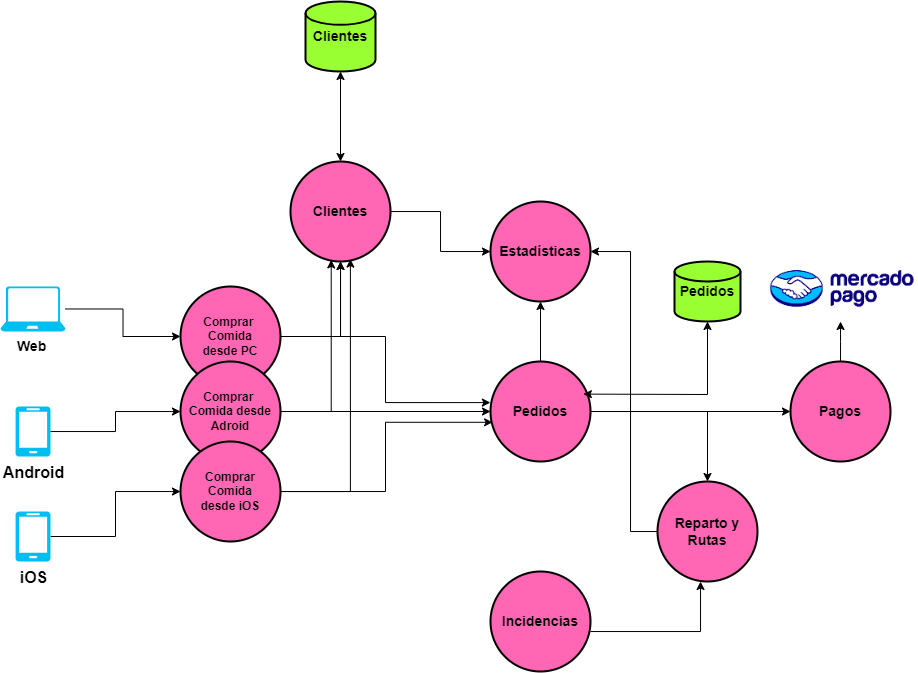 Clientes
Clientes
Estadísticas
Pedidos
mercado
pago
Web
Comprar
Comida
desde PC
Comprar
Comida desde
Adroid
Pedidos
Pagos
Android
Comprar
Comida
desde iOS
Reparto y
Rutas
iOS
Incidencias